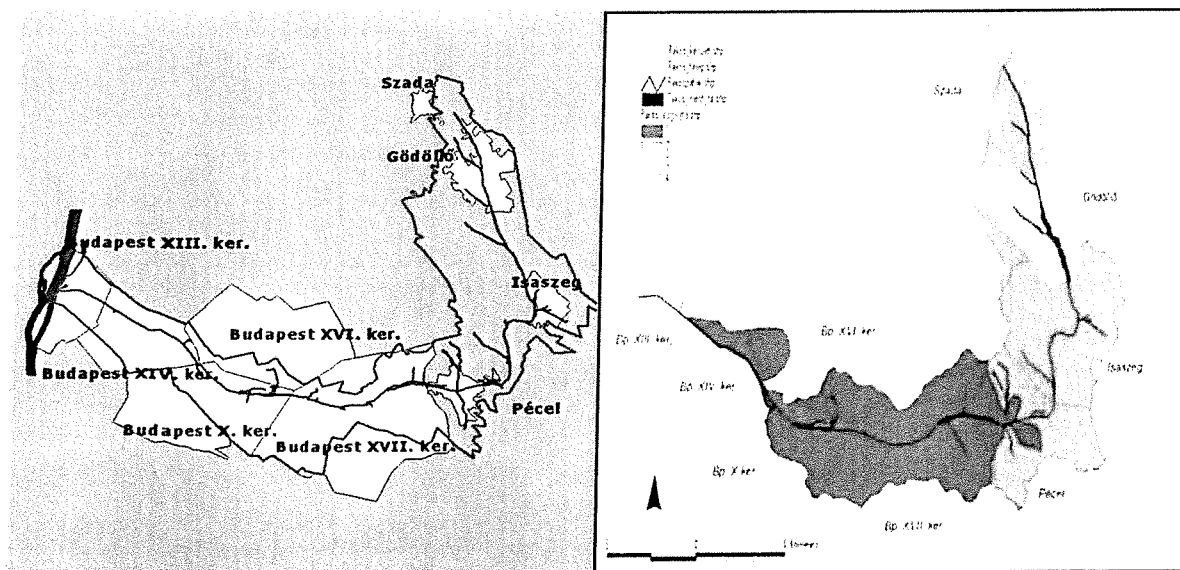 Szada
Gödöllő
Budapest XIII. ker.
Isaszeg
Budapest XVI. ker.
Budapest XIV. ker.
Pécel
Budapest X. ker.
Budapest XVII. ker.
Szada
Gödöllő
Bp. XIII. ker.
Bp. XVI. ker.
Isaszeg
Bp. XIV. ker.
Bp. X. ker.
Pécel
Bp. XVII. ker.